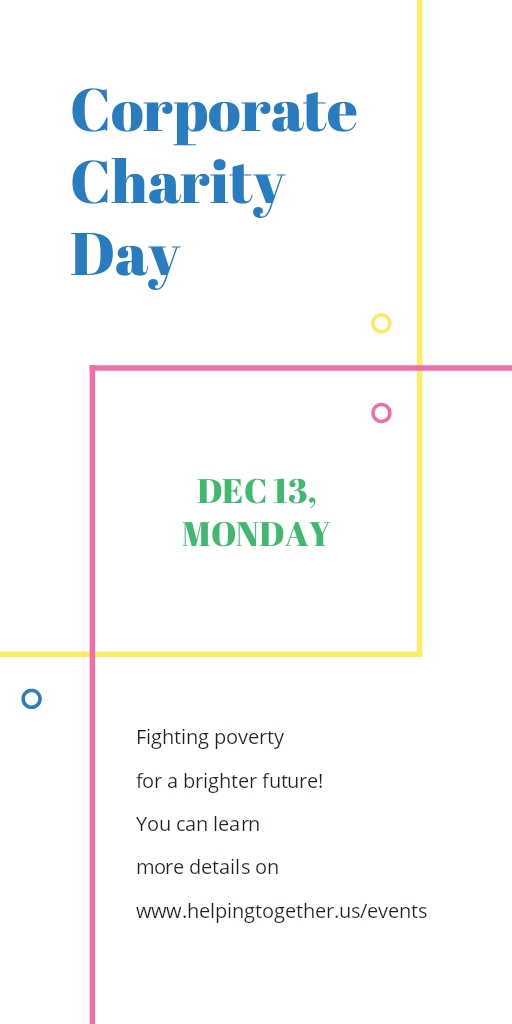 Corporate
Charity
Day
DEC 13,
MONDAY
Fighting poverty
for a brighter future!
You can learn
more details on
www.helpingtogether.us/events